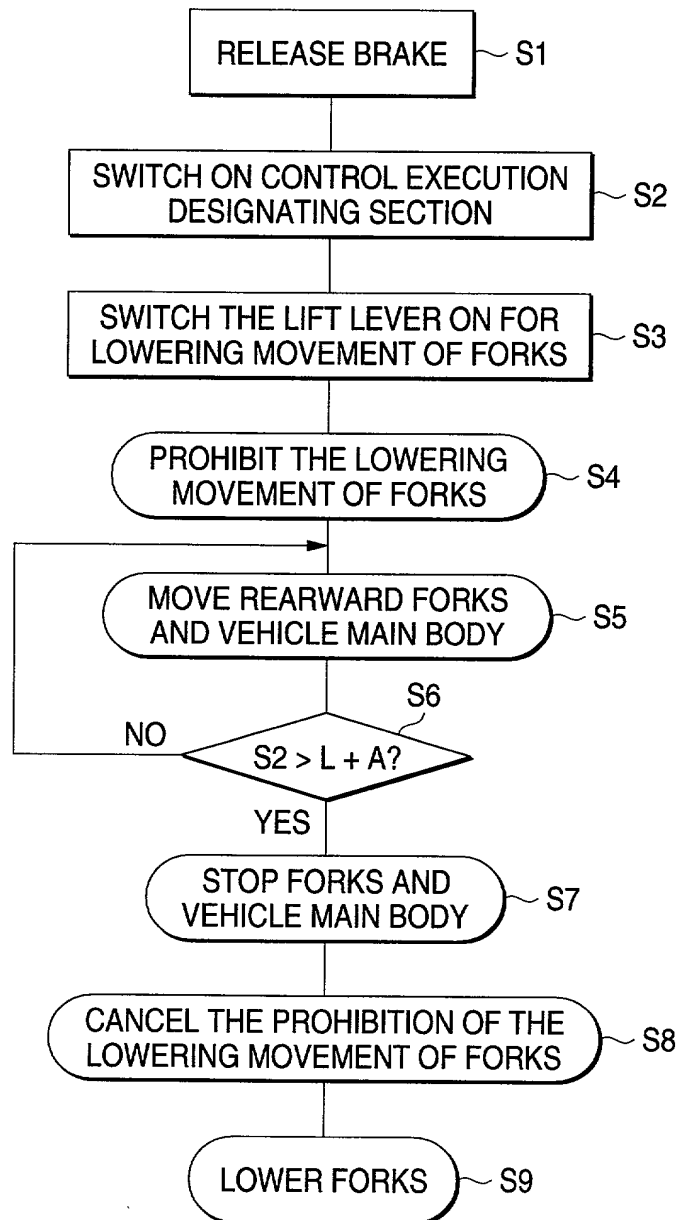 RELEASE BRAKE
S1
SWITCH ON CONTROL EXECUTION
DESIGNATING SECTION
S2
SWITCH THE LIFT LEVER ON FOR
LOWERING MOVEMENT OF FORKS
S3
PROHIBIT THE LOWERING
MOVEMENT OF FORKS
S4
MOVE REARWARD FORKS
AND VEHICLE MAIN BODY
S5
S6
NO
S2 > L + A?
YES
STOP FORKS AND
VEHICLE MAIN BODY
S7
CANCEL THE PROHIBITION OF THE
LOWERING MOVEMENT OF FORKS
S8
LOWER FORKS
S9